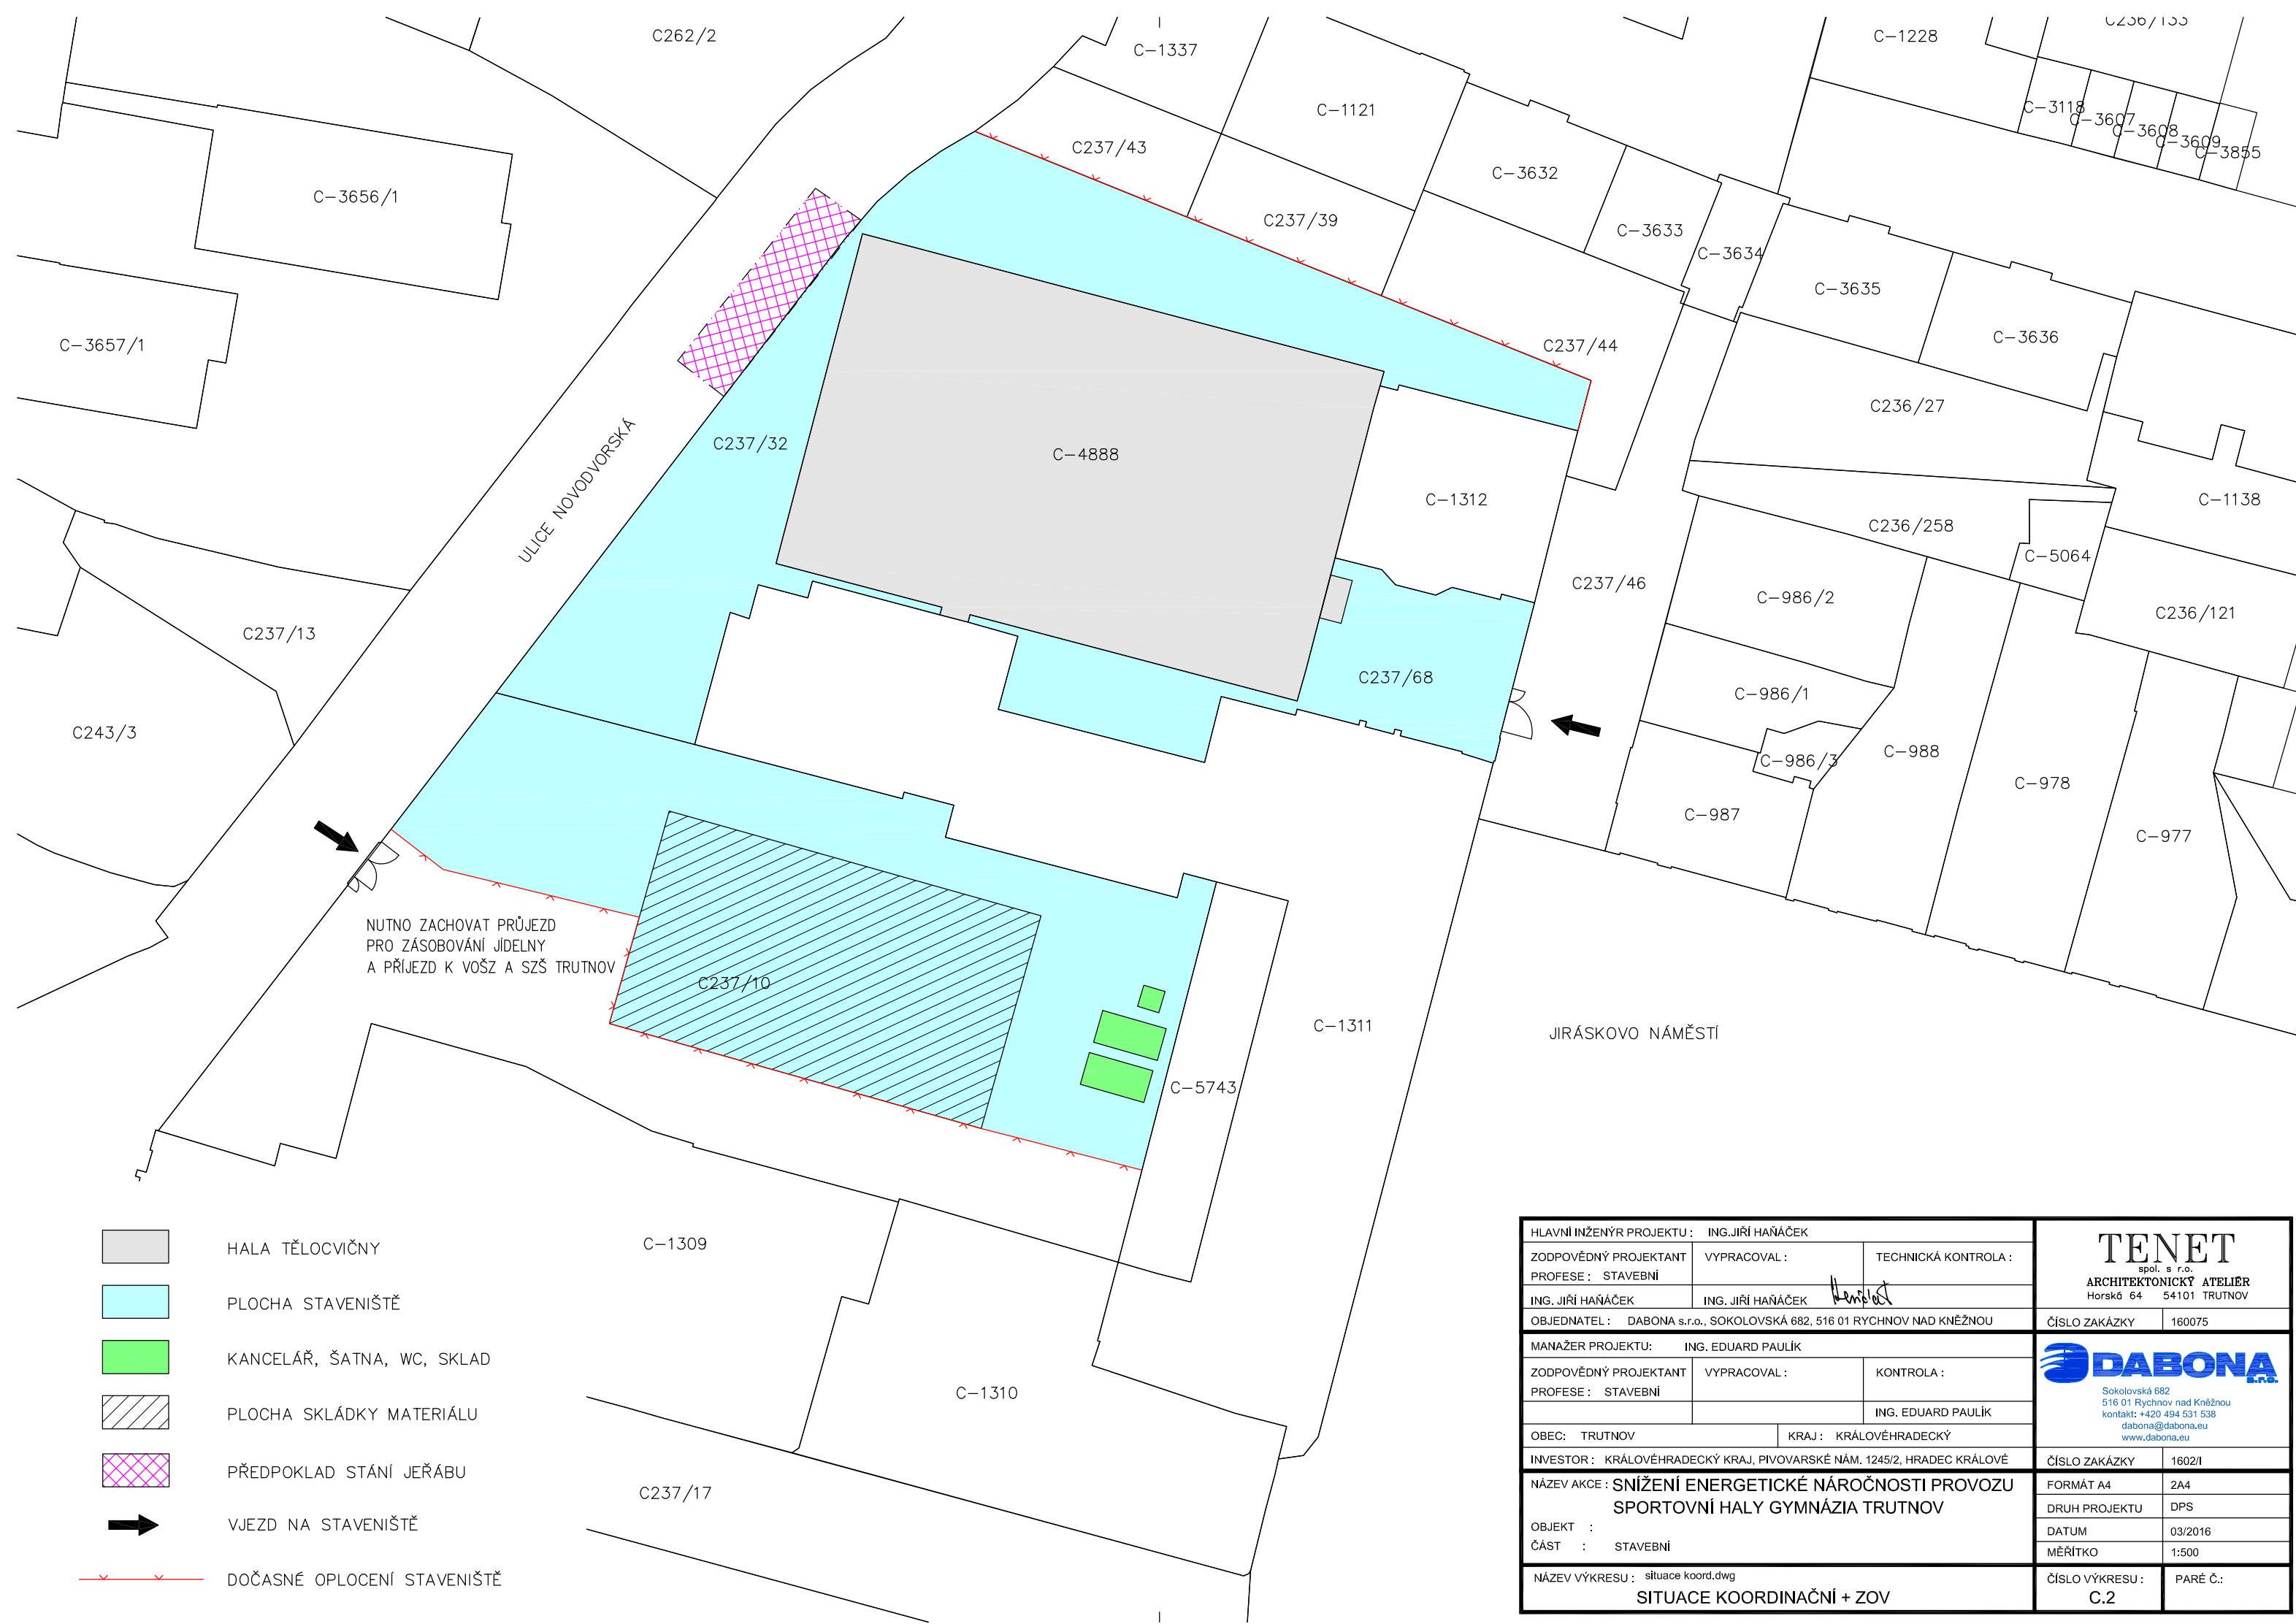 C262/2
C-1337
C-1228
C236/133
C-1121
C-3118
C-3607
C-3608
C-3609
C-3855
C237/43
C-3632
C-3656/1
C237/39
C-3633
C-3634
C-3635
C-3636
C-3657/1
C237/44
C236/27
C237/32
C-4888
C-1312
C-1138
ULICE NOVODVORSKÁ
C236/258
C-5064
C237/46
C-986/2
C236/121
C237/13
C237/68
C-986/1
C243/3
C-986/3
C-988
C-978
C-987
C-977
NUTNO ZACHOVAT PRŮJEZD
PRO ZÁSOBOVÁNÍ JÍDELNY
A PŘÍJEZD K VOŠZ A SZŠ TRUTNOV
C237/10
C-1311
JIRÁSKOVO NÁMĚSTÍ
C-5743
C-1309
C-1310
C237/17
HALA TĚLOCVIČNY
PLOCHA STAVENIŠTĚ
KANCELÁŘ, ŠATNA, WC, SKLAD
PLOCHA SKLÁDKY MATERIÁLU
PŘEDPOKLAD STÁNÍ JEŘÁBU
VJEZD NA STAVENIŠTĚ
DOČASNÉ OPLOCENÍ STAVENIŠTĚ
HLAVNÍ INŽENÝR PROJEKTU : ING.JIŘÍ HAŇÁČEK
ZODPOVĚDNÝ PROJEKTANT VYPRACOVAL : TECHNICKÁ KONTROLA :
PROFESE : STAVEBNÍ
ING. JIŘÍ HAŇÁČEK ING. JIŘÍ HAŇÁČEK
OBJEDNATEL : DABONA s.r.o., SOKOLOVSKÁ 682, 516 01 RYCHNOV NAD KNĚŽNOU
TENET
spol. s r.o.
ARCHITEKTONICKÝ ATELIÉR
Horská 64 54101 TRUTNOV
ČÍSLO ZAKÁZKY 160075
MANAŽER PROJEKTU: ING. EDUARD PAULÍK
ZODPOVĚDNÝ PROJEKTANT VYPRACOVAL : KONTROLA :
PROFESE : STAVEBNÍ
ING. EDUARD PAULÍK
OBEC: TRUTNOV KRAJ : KRÁLOVÉHRADECKÝ
INVESTOR : KRÁLOVÉHRADECKÝ KRAJ, PIVOVARSKÉ NÁM. 1245/2, HRADEC KRÁLOVÉ
DABONA
s.r.o.
Sokolovská 682
516 01 Rychnov nad Kněžnou
kontakt: +420 494 531 538
dabona@dabona.eu
www.dabona.eu
ČÍSLO ZAKÁZKY 1602/I
NÁZEV AKCE : SNÍŽENÍ ENERGETICKÉ NÁROČNOSTI PROVOZU
SPORTOVNÍ HALY GYMNÁZIA TRUTNOV
OBJEKT :
ČÁST : STAVEBNÍ
FORMÁT A4 2A4
DRUH PROJEKTU DPS
DATUM 03/2016
MĚŘÍTKO 1:500
NÁZEV VÝKRESU : situace koord.dwg
SITUACE KOORDINAČNÍ + ZOV
ČÍSLO VÝKRESU : PARÉ Č.:
C.2